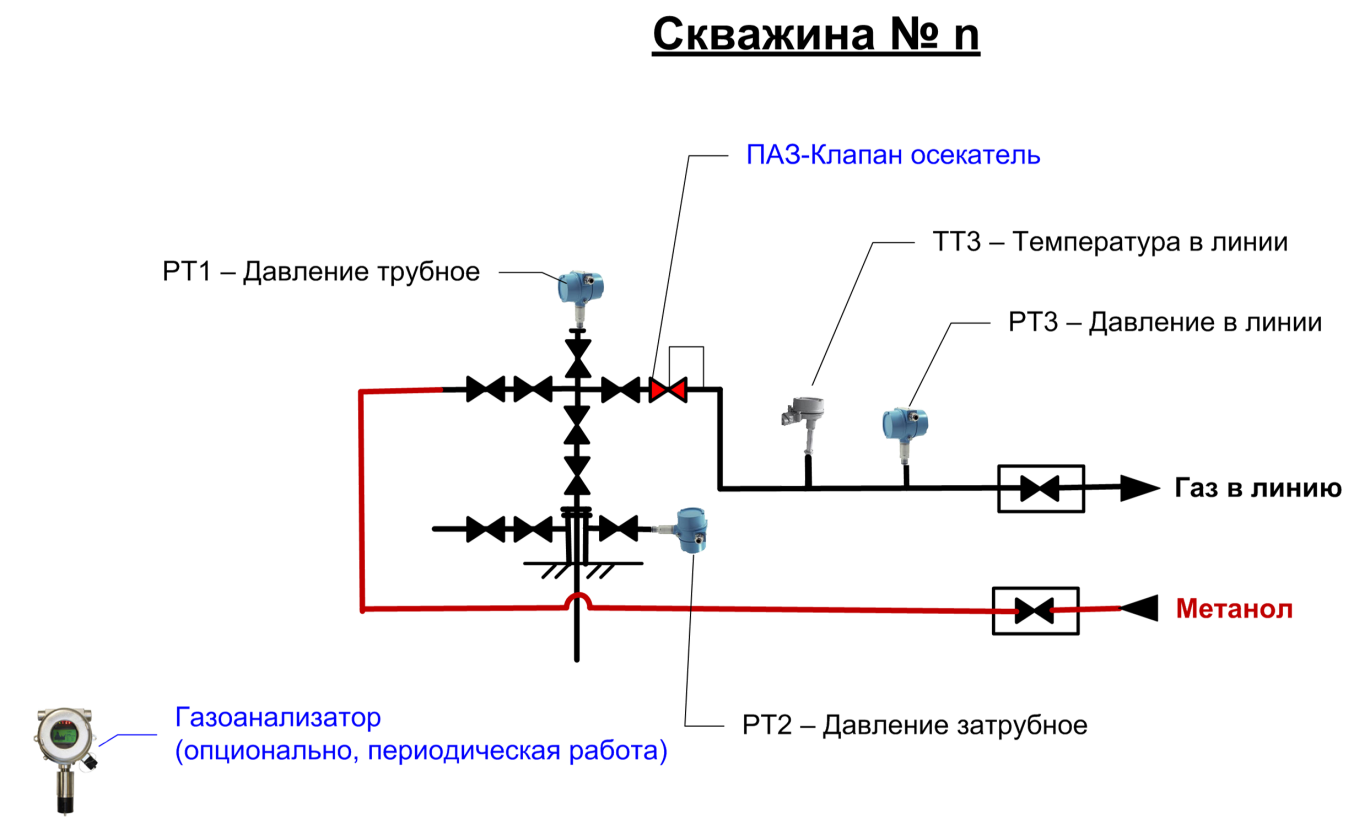 Скважина № n
ПАЗ-Клапан осекатель
ТТ3 – Температура в линии
РТ1 – Давление трубное
РТ3 – Давление в линии
Газ в линию
Метанол
Газоанализатор
(опционально, периодическая работа)
РТ2 – Давление затрубное